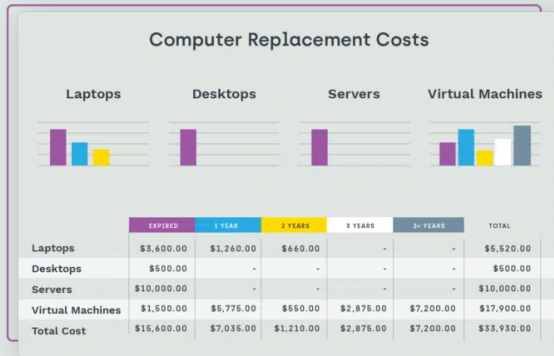 Computer Replacement Costs
Laptops Desktops Servers Virtual Machines
EXPIRED 1 YEAR 2 YEARS 3 YEARS 3+ YEARS TOTAL
Laptops $3,600.00 $1,260.00 $660.00 - - $5,520.00
Desktops $500.00 - - - - $500.00
Servers $10,000.00 - - - - $10,000.00
Virtual Machines $1,500.00 $5,775.00 $550.00 $2,875.00 $7,200.00 $17,900.00
Total Cost $15,600.00 $7,035.00 $1,210.00 $2,875.00 $7,200.00 $33,930.00